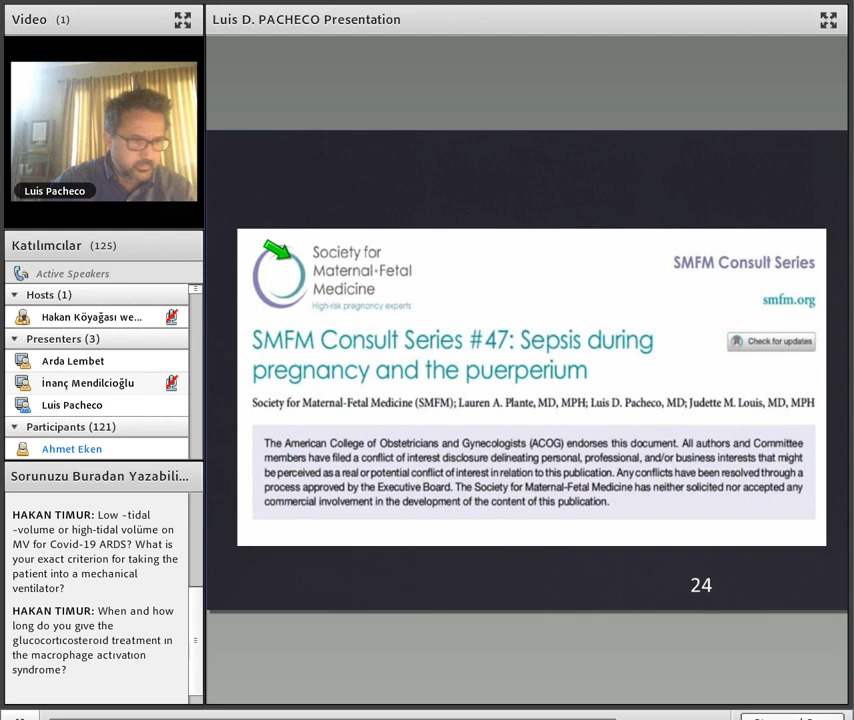 Video (1)
Luis Pacheco
Katılımcılar (125)
Active Speakers
Hosts (1)
Hakan Köyağası we...
Presenters (3)
Arda Lembet
İnanç Mendilcioğlu
Luis Pacheco
Participants (121)
Ahmet Eken
Sorunuzu Buradan Yazabili...
HAKAN TIMUR: Low -tidal
-volume or high-tidal volüme on
MV for Covid-19 ARDS? What is
your exact criterion for taking the
patient into a mechanical
ventilator?
HAKAN TIMUR: When and how
long do you gıve the
glucocortıcosteroıd treatment ın
the macrophage actıvatıon
syndrome?
Luis D. PACHECO Presentation
Society for
Maternal·Fetal
Medicine
High-risk pregnancy experts
SMFM Consult Series
smfm.org
SMFM Consult Series #47: Sepsis during
pregnancy and the puerperium
Check for updates
Society for Maternal-Fetal Medicine (SMFM); Lauren A. Plante, MD, MPH; Luis D. Pacheco, MD; Judette M. Louis, MD, MPH
The American College of Obstetricians and Gynecologists (ACOG) endorses this document. All authors and Committee
members have filed a conflict of interest disclosure delineating personal, professional, and/or business interests that might
be perceived as a real or potential conflict of interest in relation to this publication. Any conflicts have been resolved through a
process approved by the Executive Board. The Society for Maternal-Fetal Medicine has neither solicited nor accepted any
commercial involvement in the development of the content of this publication.
24